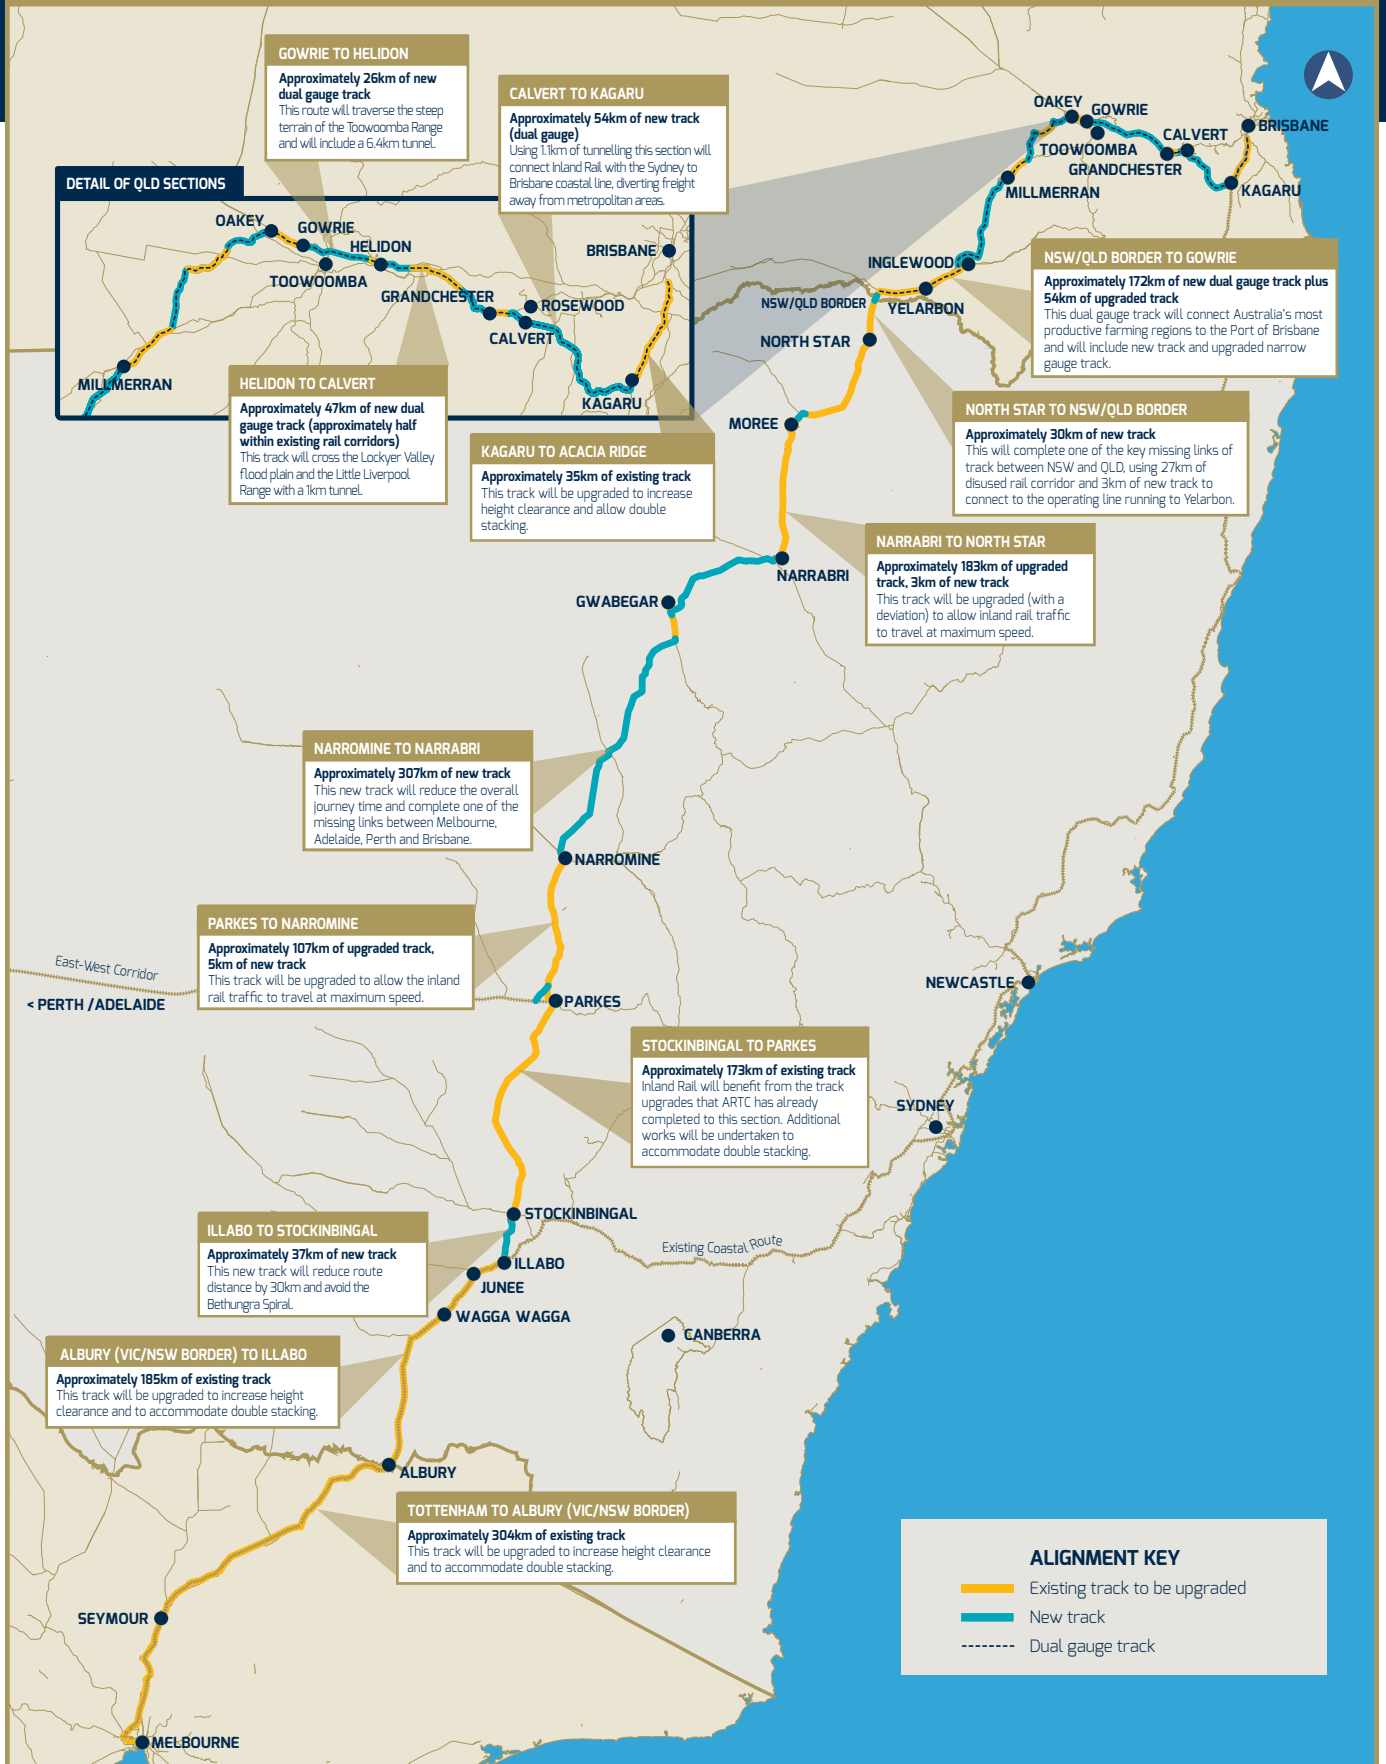 GOWRIE TO HELIDON
Approximately 26km of new
dual gauge track
This route will traverse the steep
terrain of the Toowoomba Range
and will include a 6.4km tunnel.
CALVERT TO KAGARU
Approximately 54km of new track
(dual gauge)
Using 1.1km of tunnelling this section will
connect Inland Rail with the Sydney to
Brisbane coastal line, diverting freight
away from metropolitan areas.
DETAIL OF QLD SECTIONS
OAKEY
GOWRIE
HELIDON
TOOWOOMBA
GRANDCHESTER
BRISBANE
ROSEWOOD
CALVERT
MILLMERRAN
KAGARU
HELIDON TO CALVERT
Approximately 47km of new dual
gauge track (approximately half
within existing rail corridors)
This track will cross the Lockyer Valley
flood plain and the Little Liverpool
Range with a 1km tunnel.
KAGARU TO ACACIA RIDGE
Approximately 35km of existing track
This track will be upgraded to increase
height clearance and allow double
stacking.
OAKEY
GOWRIE
BRISBANE
TOOWOOMBA
CALVERT
GRANDCHESTER
MILLMERRAN
KAGARU
INGLEWOOD
NSW/QLD BORDER
YELARBON
NORTH STAR
MOREE
NSW/QLD BORDER TO GOWRIE
Approximately 172km of new dual gauge track plus
54km of upgraded track
This dual gauge track will connect Australia's most
productive farming regions to the Port of Brisbane
and will include new track and upgraded narrow
gauge track.
NORTH STAR TO NSW/QLD BORDER
Approximately 30km of new track
This will complete one of the key missing links of
track between NSW and QLD, using 27km of
disused rail corridor and 3km of new track to
connect to the operating line running to Yelarbon.
NARRABRI TO NORTH STAR
Approximately 183km of upgraded
track, 3km of new track
This track will be upgraded (with a
deviation) to allow inland rail traffic
to travel at maximum speed.
NARRABRI
GWABEGAR
NARROMINE TO NARRABRI
Approximately 307km of new track
This new track will reduce the overall
journey time and complete one of the
missing links between Melbourne,
Adelaide, Perth and Brisbane.
NARROMINE
PARKES TO NARROMINE
Approximately 107km of upgraded track,
5km of new track
This track will be upgraded to allow the inland
rail traffic to travel at maximum speed.
East-West Corridor
< PERTH /ADELAIDE
PARKES
NEWCASTLE
STOCKINBINGAL TO PARKES
Approximately 173km of existing track
Inland Rail will benefit from the track
upgrades that ARTC has already
completed to this section. Additional
works will be undertaken to
accommodate double stacking.
SYDNEY
STOCKINBINGAL
ILLABO TO STOCKINBINGAL
Approximately 37km of new track
This new track will reduce route
distance by 30km and avoid the
Bethungra Spiral.
Existing Coastal Route
ILLABO
JUNEE
WAGGA WAGGA
CANBERRA
ALBURY (VIC/NSW BORDER) TO ILLABO
Approximately 185km of existing track
This track will be upgraded to increase height
clearance and to accommodate double stacking.
ALBURY
TOTTENHAM TO ALBURY (VIC/NSW BORDER)
Approximately 304km of existing track
This track will be upgraded to increase height clearance
and to accommodate double stacking.
SEYMOUR
MELBOURNE
ALIGNMENT KEY
Existing track to be upgraded
New track
Dual gauge track